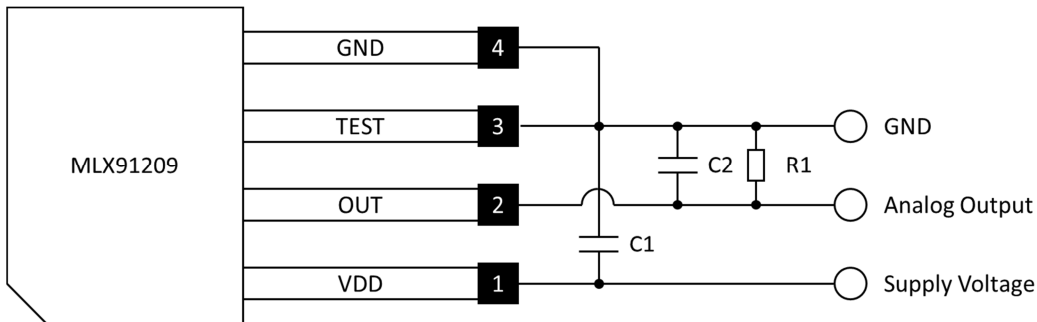 GND 4
TEST 3 GND
C2 R1
MLX91209
OUT 2 Analog Output
C1
VDD 1 Supply Voltage